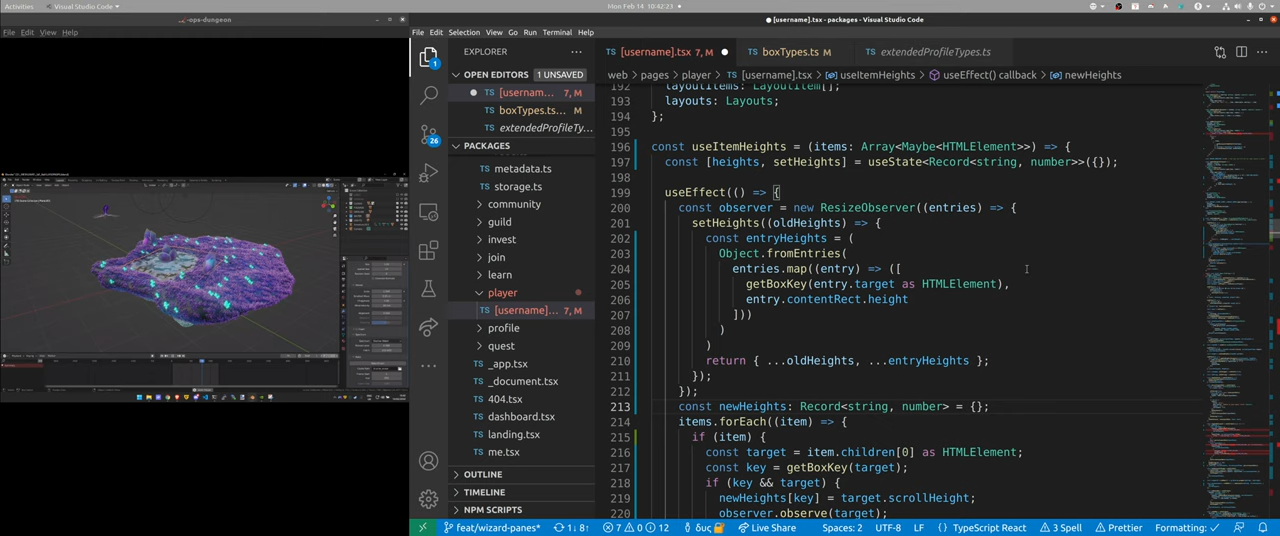 Activities
Visual Studio Code
Mon Feb 14 10:42:23
-ops-dungeon
File Edit View Help
[username].tsx - packages - Visual Studio Code
File Edit Selection View Go Run Terminal Help
EXPLORER
OPEN EDITORS 1 UNSAVED
[usernam... 7, M
boxTypes.ts... M
extendedProfileTy...
PACKAGES
metadata.ts
storage.ts
community
guild
invest
join
learn
player
[username].... 7, M
profile
quest
_app.tsx
_document.tsx
404.tsx
dashboard.tsx
landing.tsx
me.tsx
OUTLINE
TIMELINE
NPM SCRIPTS
1
26
[username].tsx 7, M
boxTypes.ts M
extendedProfileTypes.ts
web > pages > player > [username].tsx > useItemHeights > useEffect() callback > newHeights
192 layoutItems: LayoutItem[];
193 layouts: Layouts;
194 };
195
196 const useItemHeights = (items: Array<Maybe<HTMLElement>>) => {
197 const [heights, setHeights] = useState<Record<string, number>>({});
198
199 useEffect(() => {
200 const observer = new ResizeObserver((entries) => {
201 setHeights((oldHeights) => {
202 const entryHeights = (
203 Object.fromEntries(
204 entries.map((entry) => ([
205 getBoxKey(entry.target as HTMLElement),
206 entry.contentRect.height
207 ]))
208 )
209 )
210 return { ...oldHeights, ...entryHeights };
211 });
212 });
213 const newHeights: Record<string, number> = {};
214 items.forEach((item) => {
215 if (item) {
216 const target = item.children[0] as HTMLElement;
217 const key = getBoxKey(target);
218 if (key && target) {
219 newHeights[key] = target.scrollHeight;
220 observer.observe(target);
feat/wizard-panes* 1↓ 8↑ 7 0 12 δυς Live Share Spaces: 2 UTF-8 LF TypeScript React 3 Spell Prettier Formatting: ✓